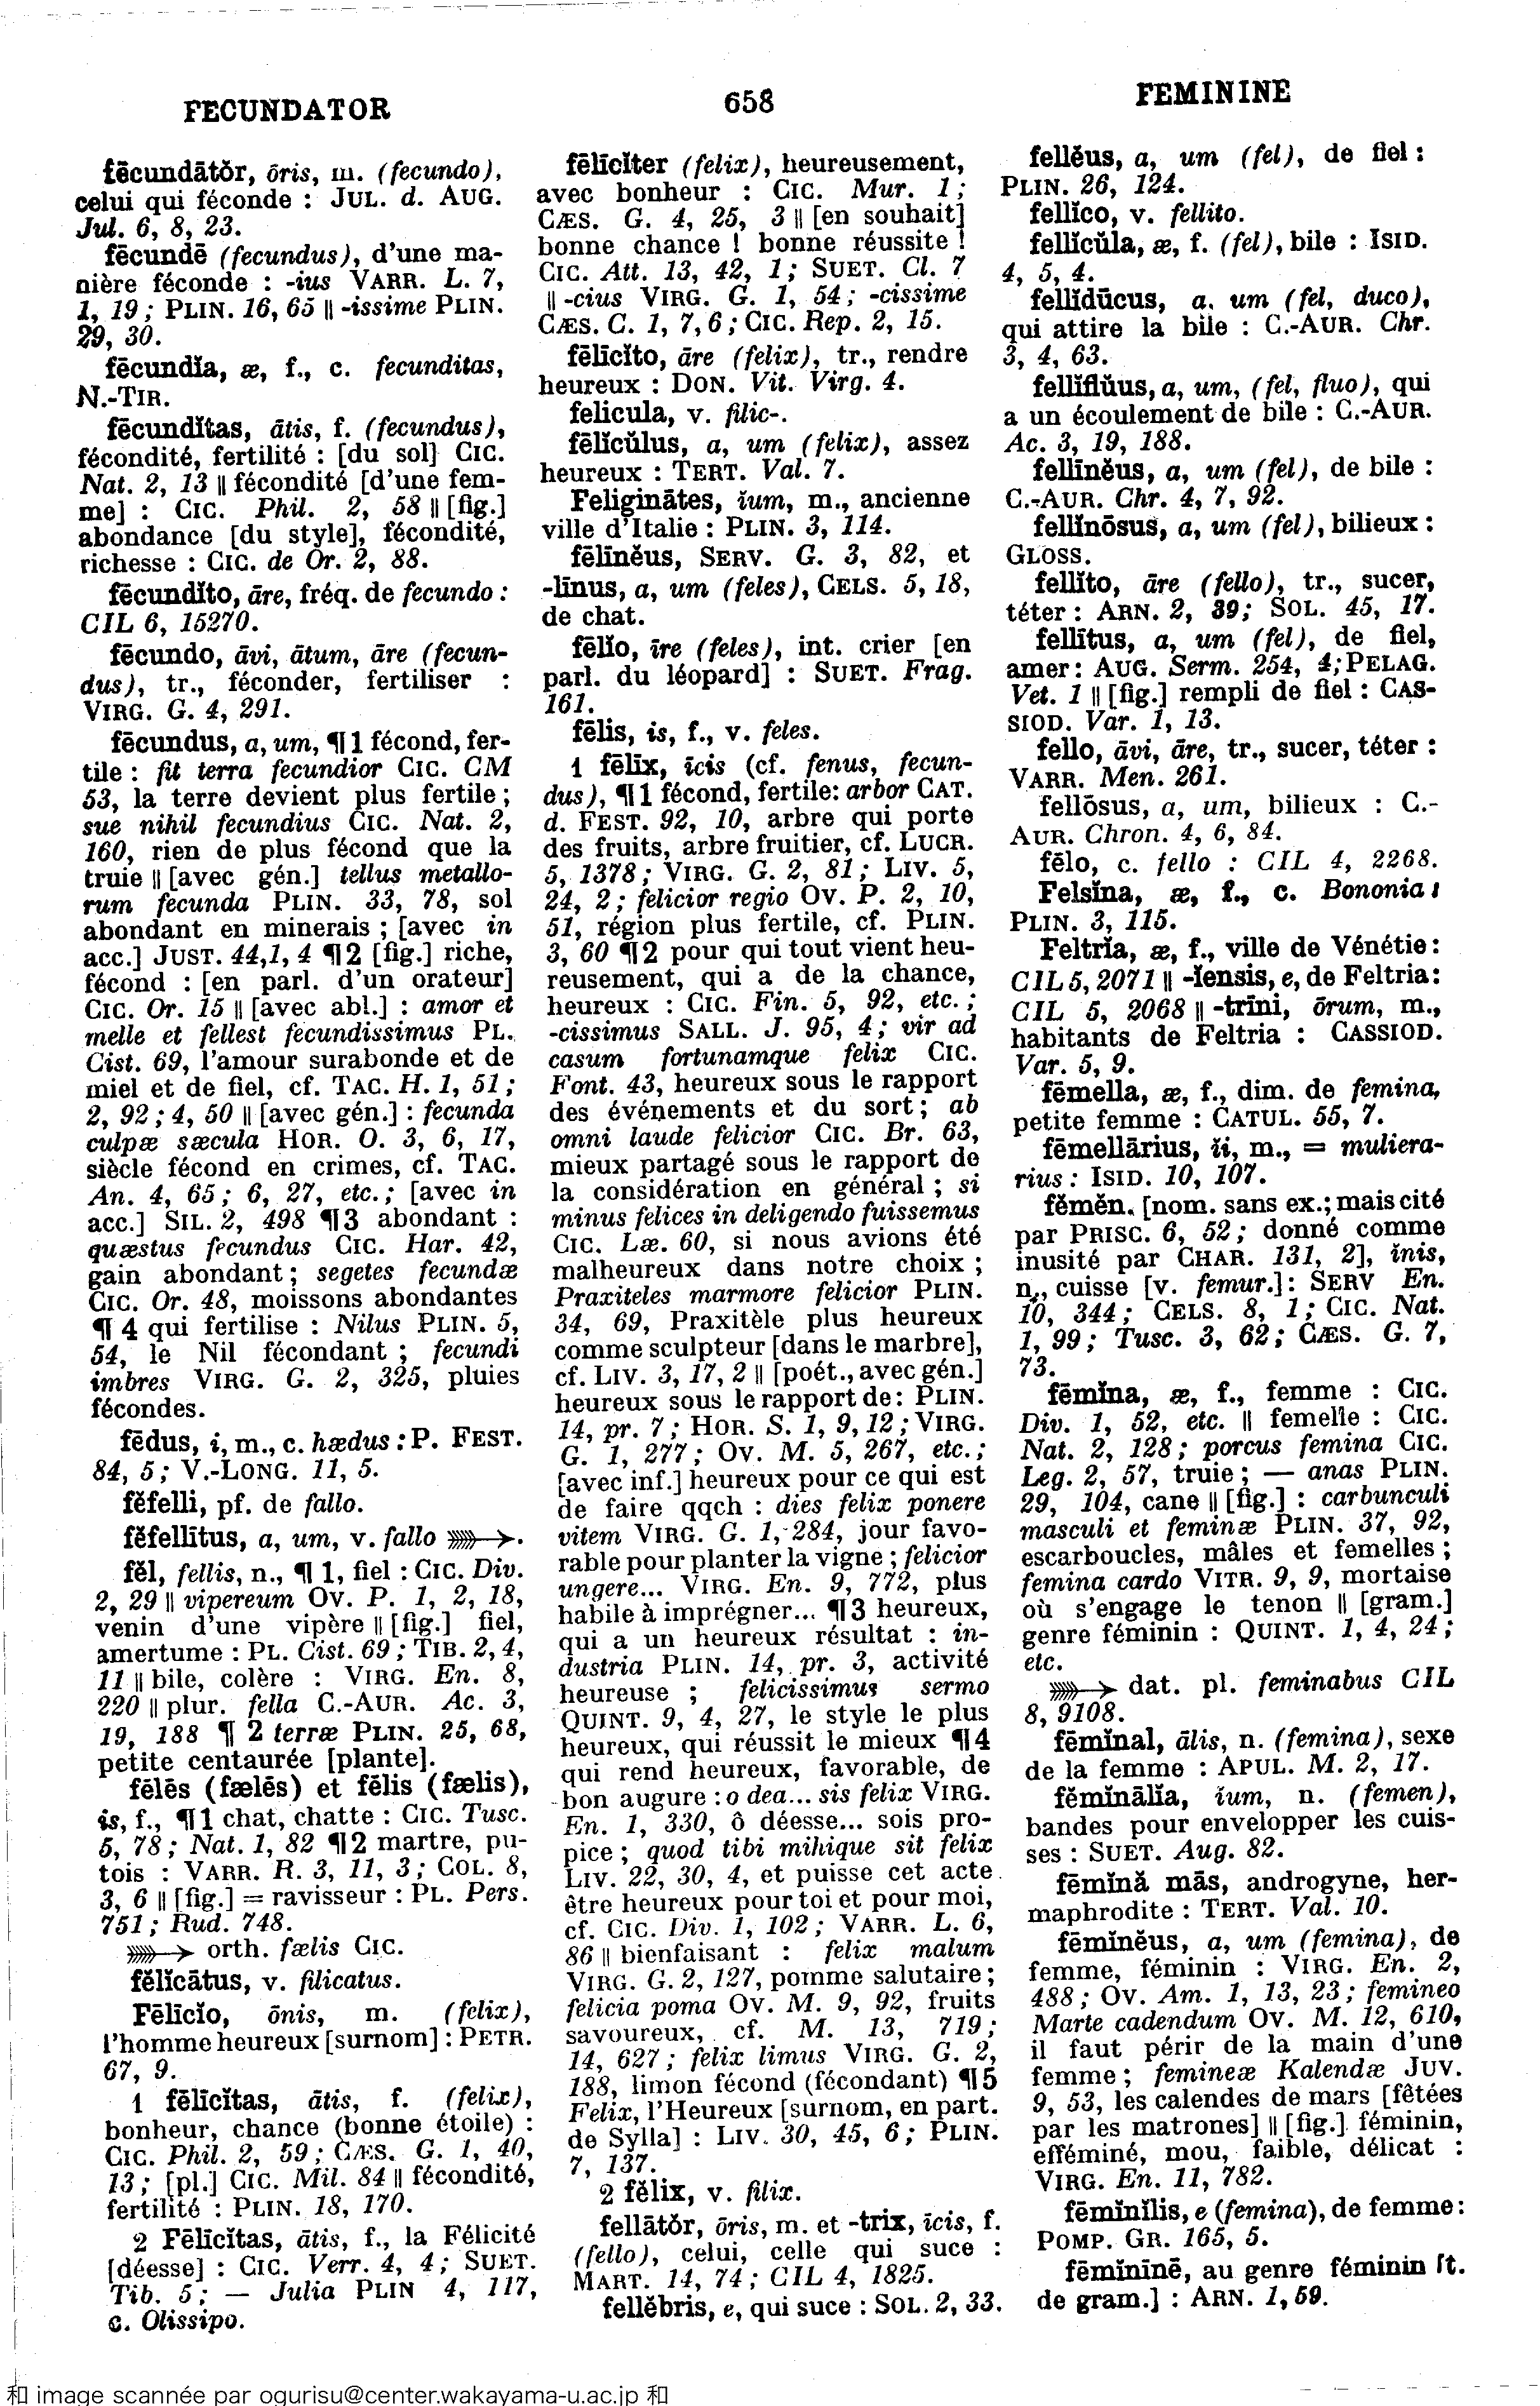 FECUNDATOR
658
FEMININE
fēcundātŏr, ōris, m. (fecundo),
celui qui féconde : JUL. d. AUG.
Jul. 6, 8, 23.
fēcundē (fecundus), d'une ma-
nière féconde : -ius VARR. L. 7,
1, 19 ; PLIN. 16, 65 || -issime PLIN.
29, 30.
fēcundĭa, æ, f., c. fecunditas,
N.-TIR.
fēcundĭtas, ātis, f. (fecundus),
fécondité, fertilité : [du sol] CIC.
Nat. 2, 13 || fécondité [d'une fem-
me] : CIC. Phil. 2, 58 || [fig.]
abondance [du style], fécondité,
richesse : CIC. de Or. 2, 88.
fēcundĭto, āre, fréq. de fecundo :
CIL 6, 15270.
fēcundo, āvi, ātum, āre (fecun-
dus), tr., féconder, fertiliser :
VIRG. G. 4, 291.
fēcundus, a, um, ¶ 1 fécond, fer-
tile : fit terra fecundior CIC. CM
53, la terre devient plus fertile ;
sue nihil fecundius CIC. Nat. 2,
160, rien de plus fécond que la
truie || [avec gén.] tellus metallo-
rum fecunda PLIN. 33, 78, sol
abondant en minerais ; [avec in
acc.] JUST. 44,1, 4 ¶ 2 [fig.] riche,
fécond : [en parl. d'un orateur]
CIC. Or. 15 || [avec abl.] : amor et
melle et fellest fecundissimus PL.
Cist. 69, l'amour surabonde et de
miel et de fiel, cf. TAC. H. 1, 51 ;
2, 92 ; 4, 50 || [avec gén.] : fecunda
culpæ sæcula HOR. O. 3, 6, 17,
siècle fécond en crimes, cf. TAC.
An. 4, 65 ; 6, 27, etc. ; [avec in
acc.] SIL. 2, 498 ¶ 3 abondant :
quæstus fecundus CIC. Har. 42,
gain abondant ; segetes fecundæ
CIC. Or. 48, moissons abondantes
¶ 4 qui fertilise : Nilus PLIN. 5,
54, le Nil fécondant ; fecundi
imbres VIRG. G. 2, 325, pluies
fécondes.
fēdus, i, m., c. hædus : P. FEST.
84, 5 ; V.-LONG. 11, 5.
fĕfelli, pf. de fallo.
fĕfellītus, a, um, v. fallo ⟶.
fĕl, fellis, n., ¶ 1, fiel : CIC. Div.
2, 29 || vipereum OV. P. 1, 2, 18,
venin d'une vipère || [fig.] fiel,
amertume : PL. Cist. 69 ; TIB. 2, 4,
11 || bile, colère : VIRG. En. 8,
220 || plur. fella C.-AUR. Ac. 3,
19, 188 ¶ 2 terræ PLIN. 25, 68,
petite centaurée [plante].
fēlēs (fælēs) et fēlis (fælis),
is, f., ¶ 1 chat, chatte : CIC. Tusc.
5, 78 ; Nat. 1, 82 ¶ 2 martre, pu-
tois : VARR. R. 3, 11, 3 ; COL. 8,
3, 6 || [fig.] = ravisseur : PL. Pers.
751 ; Rud. 748.
⟶ orth. fælis CIC.
fĕlĭcātus, v. filicatus.
Fēlīcĭo, ōnis, m. (felix),
l'homme heureux [surnom] : PETR.
67, 9.
1 fēlīcĭtas, ātis, f. (felix),
bonheur, chance (bonne étoile) :
CIC. Phil. 2, 59 ; CÆS. G. 1, 40,
13 ; [pl.] CIC. Mil. 84 || fécondité,
fertilité : PLIN. 18, 170.
2 Fēlīcĭtas, ātis, f., la Félicité
[déesse] : CIC. Verr. 4, 4 ; SUET.
Tib. 5 ; — Julia PLIN 4, 117,
c. Olissipo.
fēlīcĭter (felix), heureusement,
avec bonheur : CIC. Mur. 1 ;
CÆS. G. 4, 25, 3 || [en souhait]
bonne chance ! bonne réussite !
CIC. Att. 13, 42, 1 ; SUET. Cl. 7
|| -cius VIRG. G. 1, 54 ; -cissime
CÆS. C. 1, 7, 6 ; CIC. Rep. 2, 15.
fēlīcĭto, āre (felix), tr., rendre
heureux : DON. Vit. Virg. 4.
felicula, v. filic-.
fēlīcŭlus, a, um (felix), assez
heureux : TERT. Val. 7.
Feliginātes, ĭum, m., ancienne
ville d'Italie : PLIN. 3, 114.
fēlīnĕus, SERV. G. 3, 82, et
-līnus, a, um (feles), CELS. 5, 18,
de chat.
fēlĭo, īre (feles), int. crier [en
parl. du léopard] : SUET. Frag.
161.
fēlis, is, f., v. feles.
1 fēlix, īcis (cf. fenus, fecun-
dus), ¶ 1 fécond, fertile : arbor CAT.
d. FEST. 92, 10, arbre qui porte
des fruits, arbre fruitier, cf. LUCR.
5, 1378 ; VIRG. G. 2, 81 ; LIV. 5,
24, 2 ; felicior regio OV. P. 2, 10,
51, région plus fertile, cf. PLIN.
3, 60 ¶ 2 pour qui tout vient heu-
reusement, qui a de la chance,
heureux : CIC. Fin. 5, 92, etc. ;
-cissimus SALL. J. 95, 4 ; vir ad
casum fortunamque felix CIC.
Font. 43, heureux sous le rapport
des événements et du sort ; ab
omni laude felicior CIC. Br. 63,
mieux partagé sous le rapport de
la considération en général ; si
minus felices in deligendo fuissemus
CIC. Læ. 60, si nous avions été
malheureux dans notre choix ;
Praxiteles marmore felicior PLIN.
34, 69, Praxitèle plus heureux
comme sculpteur [dans le marbre],
cf. LIV. 3, 17, 2 || [poét., avec gén.]
heureux sous le rapport de : PLIN.
14, pr. 7 ; HOR. S. 1, 9, 12 ; VIRG.
G. 1, 277 ; OV. M. 5, 267, etc. ;
[avec inf.] heureux pour ce qui est
de faire qqch : dies felix ponere
vitem VIRG. G. 1, 284, jour favo-
rable pour planter la vigne ; felicior
ungere... VIRG. En. 9, 772, plus
habile à imprégner... ¶ 3 heureux,
qui a un heureux résultat : in-
dustria PLIN. 14, pr. 3, activité
heureuse ; felicissimus sermo
QUINT. 9, 4, 27, le style le plus
heureux, qui réussit le mieux ¶ 4
qui rend heureux, favorable, de
bon augure : o dea... sis felix VIRG.
En. 1, 330, ô déesse... sois pro-
pice ; quod tibi mihique sit felix
LIV. 22, 30, 4, et puisse cet acte
être heureux pour toi et pour moi,
cf. CIC. Div. 1, 102 ; VARR. L. 6,
86 || bienfaisant : felix malum
VIRG. G. 2, 127, pomme salutaire ;
felicia poma OV. M. 9, 92, fruits
savoureux, cf. M. 13, 719 ;
14, 627 ; felix limus VIRG. G. 2,
188, limon fécond (fécondant) ¶ 5
Felix, l'Heureux [surnom, en part.
de Sylla] : LIV. 30, 45, 6 ; PLIN.
7, 137.
2 fĕlix, v. filix.
fellātŏr, ōris, m. et -trix, īcis, f.
(fello), celui, celle qui suce :
MART. 14, 74 ; CIL 4, 1825.
fellĕbris, e, qui suce : SOL. 2, 33.
fellĕus, a, um (fel), de fiel :
PLIN. 26, 124.
fellĭco, v. fellito.
fellĭcŭla, æ, f. (fel), bile : ISID.
4, 5, 4.
fellĭdūcus, a, um (fel, duco),
qui attire la bile : C.-AUR. Chr.
3, 4, 63.
fellĭflŭus, a, um, (fel, fluo), qui
a un écoulement de bile : C.-AUR.
Ac. 3, 19, 188.
fellīnĕus, a, um (fel), de bile :
C.-AUR. Chr. 4, 7, 92.
fellĭnōsus, a, um (fel), bilieux :
GLOSS.
fellĭto, āre (fello), tr., sucer,
téter : ARN. 2, 39 ; SOL. 45, 17.
fellītus, a, um (fel), de fiel,
amer : AUG. Serm. 254, 4 ; PELAG.
Vet. 1 || [fig.] rempli de fiel : CAS-
SIOD. Var. 1, 13.
fello, āvi, āre, tr., sucer, téter :
VARR. Men. 261.
fellōsus, a, um, bilieux : C.-
AUR. Chron. 4, 6, 84.
fēlo, c. fello : CIL 4, 2268.
Felsĭna, æ, f., c. Bononia :
PLIN. 3, 115.
Feltrĭa, æ, f., ville de Vénétie :
CIL 5, 2071 || -ĭensis, e, de Feltria :
CIL 5, 2068 || -trīni, ōrum, m.,
habitants de Feltria : CASSIOD.
Var. 5, 9.
fēmella, æ, f., dim. de femina,
petite femme : CATUL. 55, 7.
fēmellārius, ĭi, m., = muliera-
rius : ISID. 10, 107.
fĕmĕn. [nom. sans ex. ; mais cité
par PRISC. 6, 52 ; donné comme
inusité par CHAR. 131, 2], ĭnis,
n., cuisse [v. femur.] : SERV En.
10, 344 ; CELS. 8, 1 ; CIC. Nat.
1, 99 ; Tusc. 3, 62 ; CÆS. G. 7,
73.
fēmĭna, æ, f., femme : CIC.
Div. 1, 52, etc. || femelle : CIC.
Nat. 2, 128 ; porcus femina CIC.
Leg. 2, 57, truie ; — anas PLIN.
29, 104, cane || [fig.] : carbunculi
masculi et feminæ PLIN. 37, 92,
escarboucles, mâles et femelles ;
femina cardo VITR. 9, 9, mortaise
où s'engage le tenon || [gram.]
genre féminin : QUINT. 1, 4, 24 ;
etc.
⟶ dat. pl. feminabus CIL
8, 9108.
fēmĭnal, ālis, n. (femina), sexe
de la femme : APUL. M. 2, 17.
fĕmĭnālĭa, ĭum, n. (femen),
bandes pour envelopper les cuis-
ses : SUET. Aug. 82.
fēmĭnă mās, androgyne, her-
maphrodite : TERT. Val. 10.
fēmĭnĕus, a, um (femina), de
femme, féminin : VIRG. En. 2,
488 ; OV. Am. 1, 13, 23 ; femineo
Marte cadendum OV. M. 12, 610,
il faut périr de la main d'une
femme ; femineæ Kalendæ JUV.
9, 53, les calendes de mars [fêtées
par les matrones] || [fig.] féminin,
efféminé, mou, faible, délicat :
VIRG. En. 11, 782.
fēmĭnīlis, e (femina), de femme :
POMP. GR. 165, 5.
fēmĭnīnē, au genre féminin [t.
de gram.] : ARN. 1, 59.
和 image scannée par ogurisu@center.wakayama-u.ac.jp 和